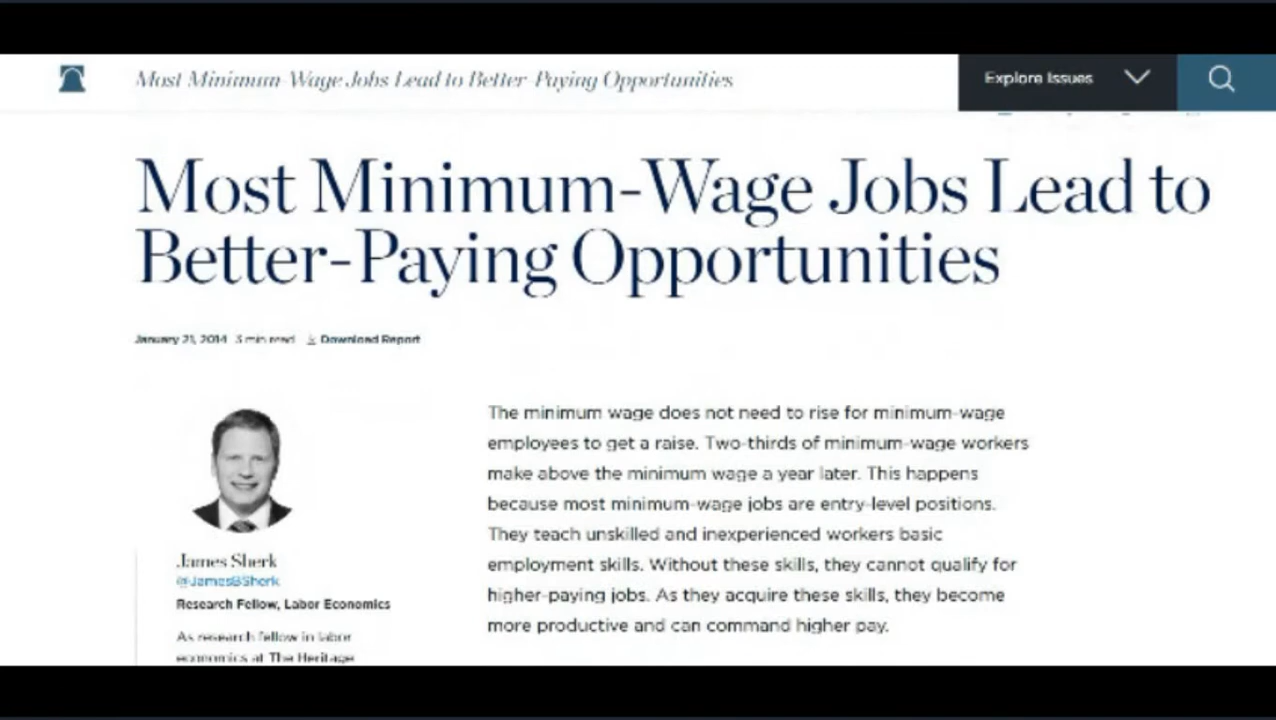 Most Minimum-Wage Jobs Lead to Better-Paying Opportunities
Explore Issues
Most Minimum-Wage Jobs Lead to
Better-Paying Opportunities
January 21, 2014 3 min read Download Report
The minimum wage does not need to rise for minimum-wage
employees to get a raise. Two-thirds of minimum-wage workers
make above the minimum wage a year later. This happens
because most minimum-wage jobs are entry-level positions.
They teach unskilled and inexperienced workers basic
employment skills. Without these skills, they cannot qualify for
higher-paying jobs. As they acquire these skills, they become
more productive and can command higher pay.
James Sherk
@JamesBSherk
Research Fellow, Labor Economics
As research fellow in labor
economics at The Heritage